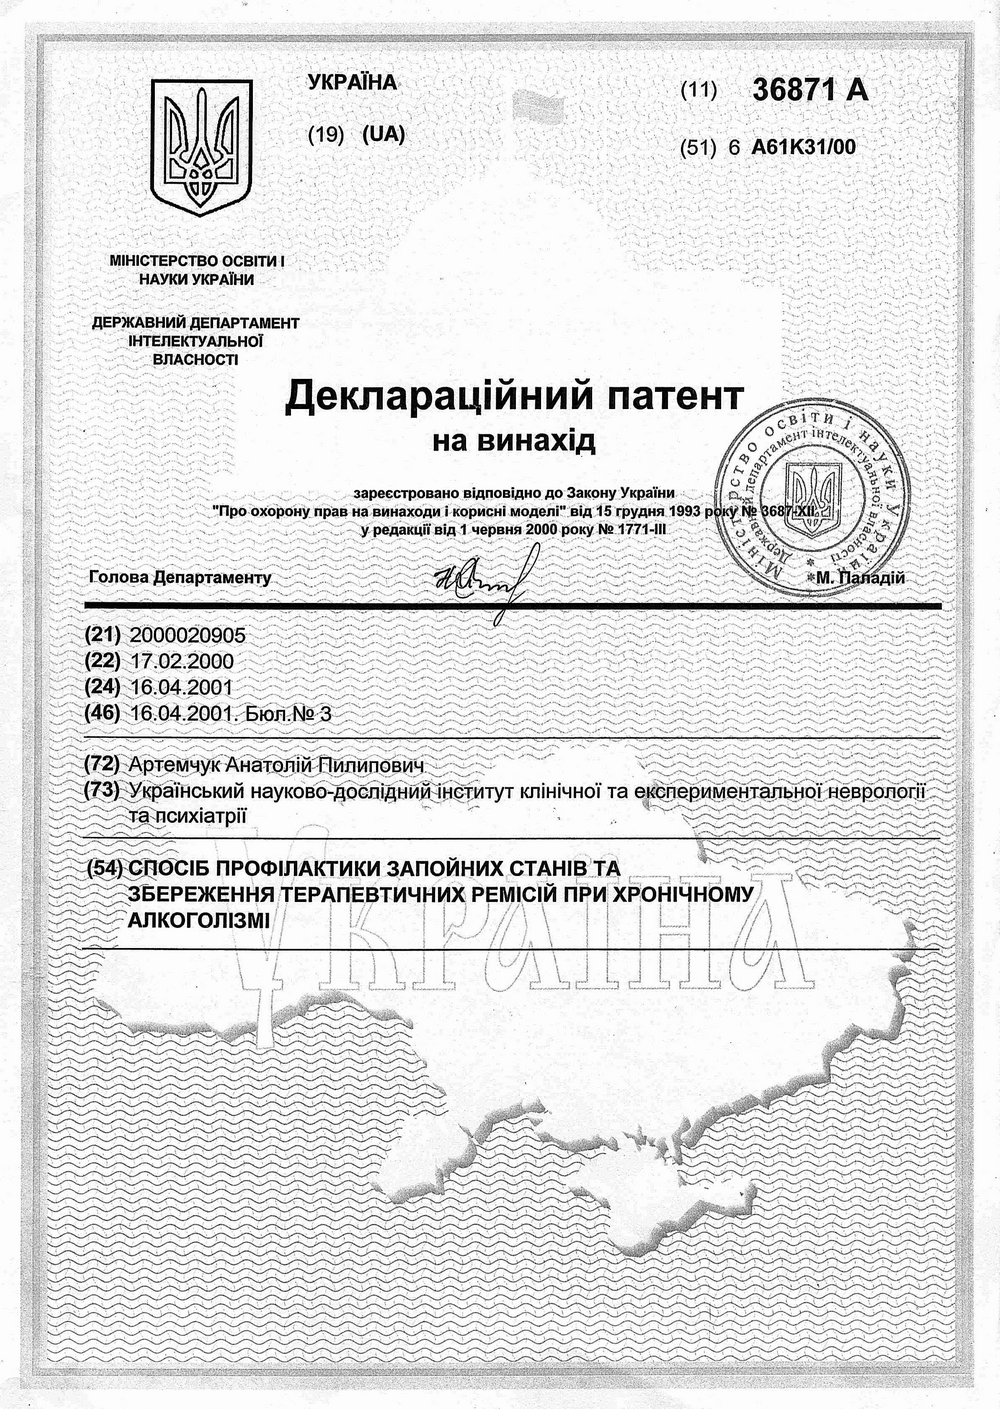 УКРАЇНА
(19) (UA)
(11) 36871 A
(51) 6 A61K31/00
МІНІСТЕРСТВО ОСВІТИ І
НАУКИ УКРАЇНИ
ДЕРЖАВНИЙ ДЕПАРТАМЕНТ
ІНТЕЛЕКТУАЛЬНОЇ
ВЛАСНОСТІ
Деклараційний патент
на винахід
зареєстровано відповідно до Закону України
"Про охорону прав на винаходи і корисні моделі" від 15 грудня 1993 року № 3687-XII
у редакції від 1 червня 2000 року № 1771-III
Міністерство освіти і науки України
Державний департамент інтелектуальної власності
Голова Департаменту
М. Паладій
(21) 2000020905
(22) 17.02.2000
(24) 16.04.2001
(46) 16.04.2001. Бюл.№ 3
(72) Артемчук Анатолій Пилипович
(73) Український науково-дослідний інститут клінічної та експериментальної неврології
та психіатрії
(54) СПОСІБ ПРОФІЛАКТИКИ ЗАПОЙНИХ СТАНІВ ТА
ЗБЕРЕЖЕННЯ ТЕРАПЕВТИЧНИХ РЕМІСІЙ ПРИ ХРОНІЧНОМУ
АЛКОГОЛІЗМІ
УКРАЇНА